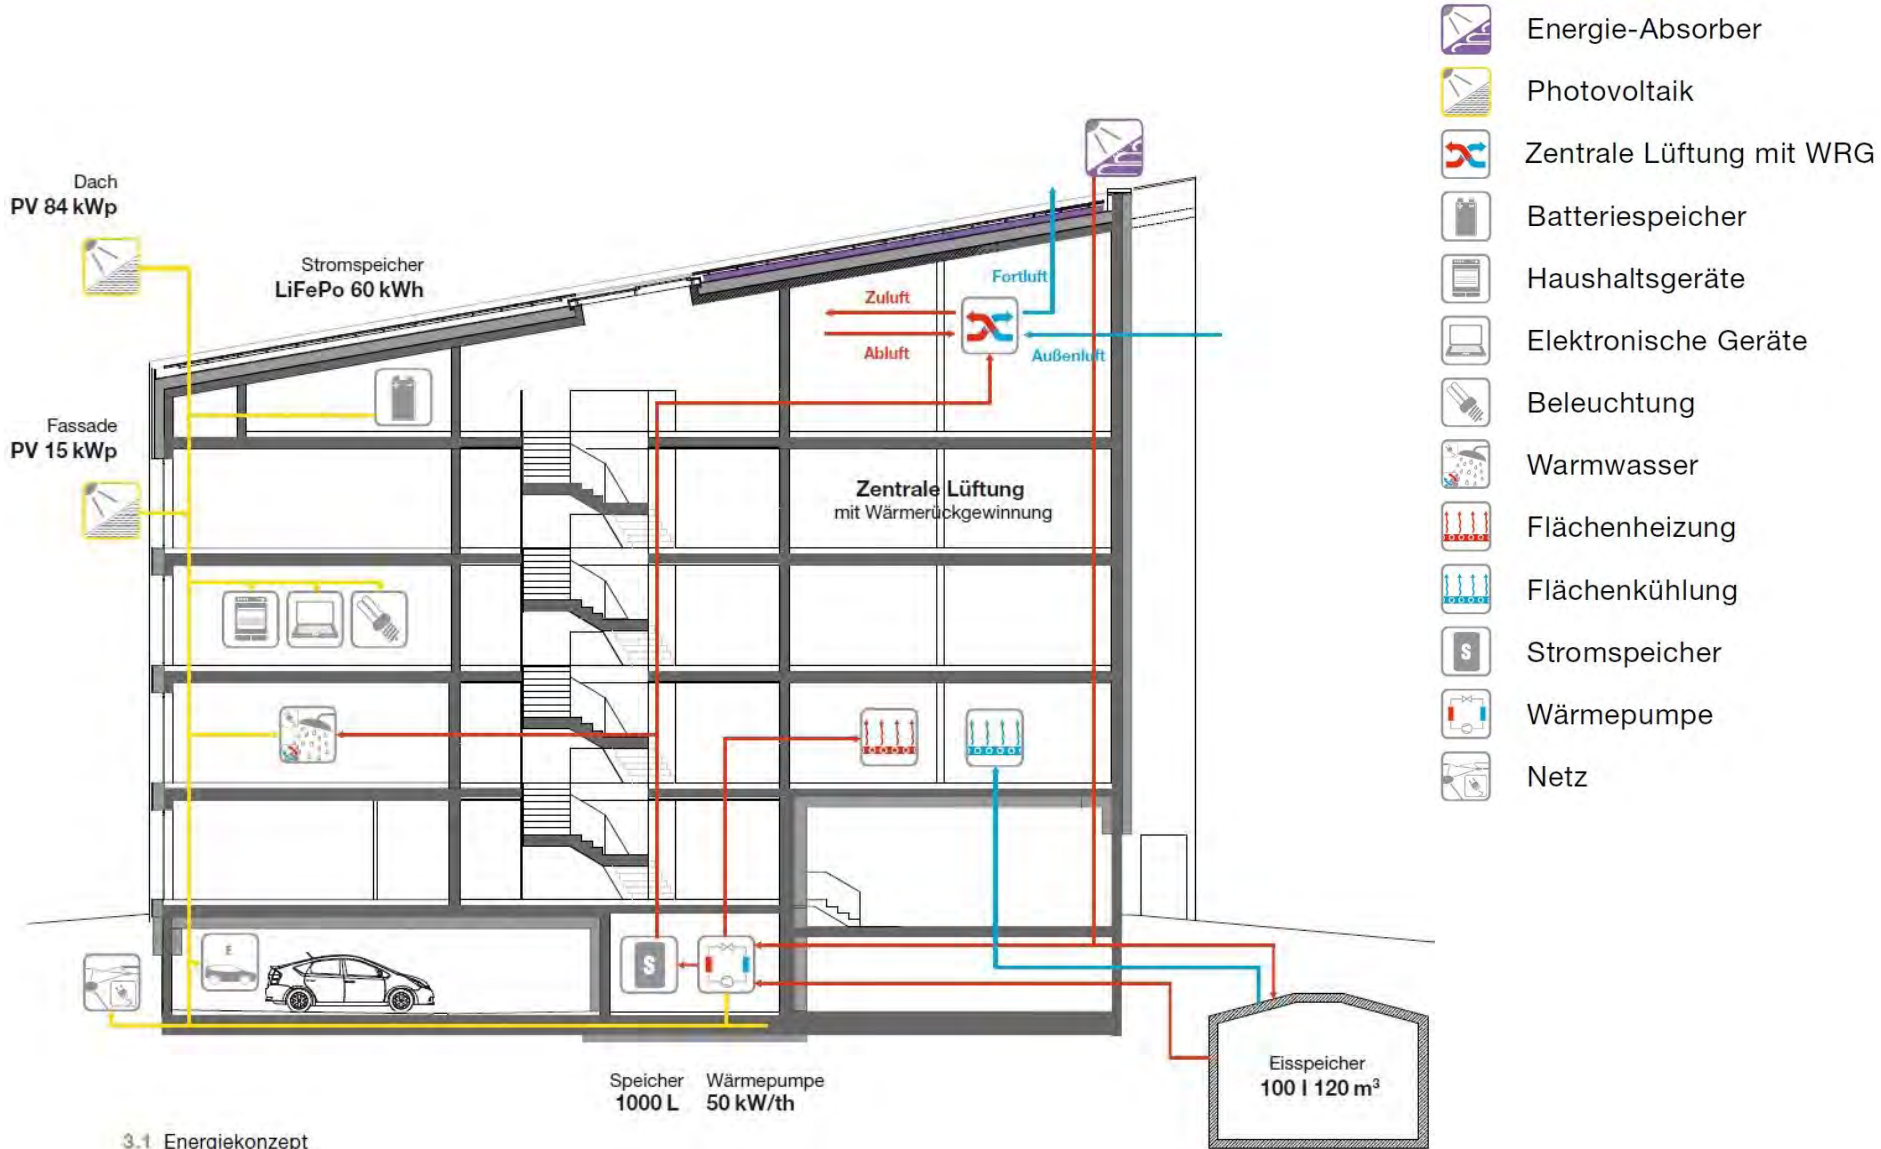 Energie-Absorber
Photovoltaik
Zentrale Lüftung mit WRG
Batteriespeicher
Haushaltsgeräte
Elektronische Geräte
Beleuchtung
Warmwasser
Flächenheizung
Flächenkühlung
S
Stromspeicher
Wärmepumpe
Netz
Dach
PV 84 kWp
Stromspeicher
LiFePo 60 kWh
Fortluft
Zuluft
Abluft
Außenluft
Fassade
PV 15 kWp
Zentrale Lüftung
mit Wärmerückgewinnung
E
S
Eisspeicher
100 | 120 m³
Speicher
1000 L
Wärmepumpe
50 kW/th
3.1 Energiekonzept